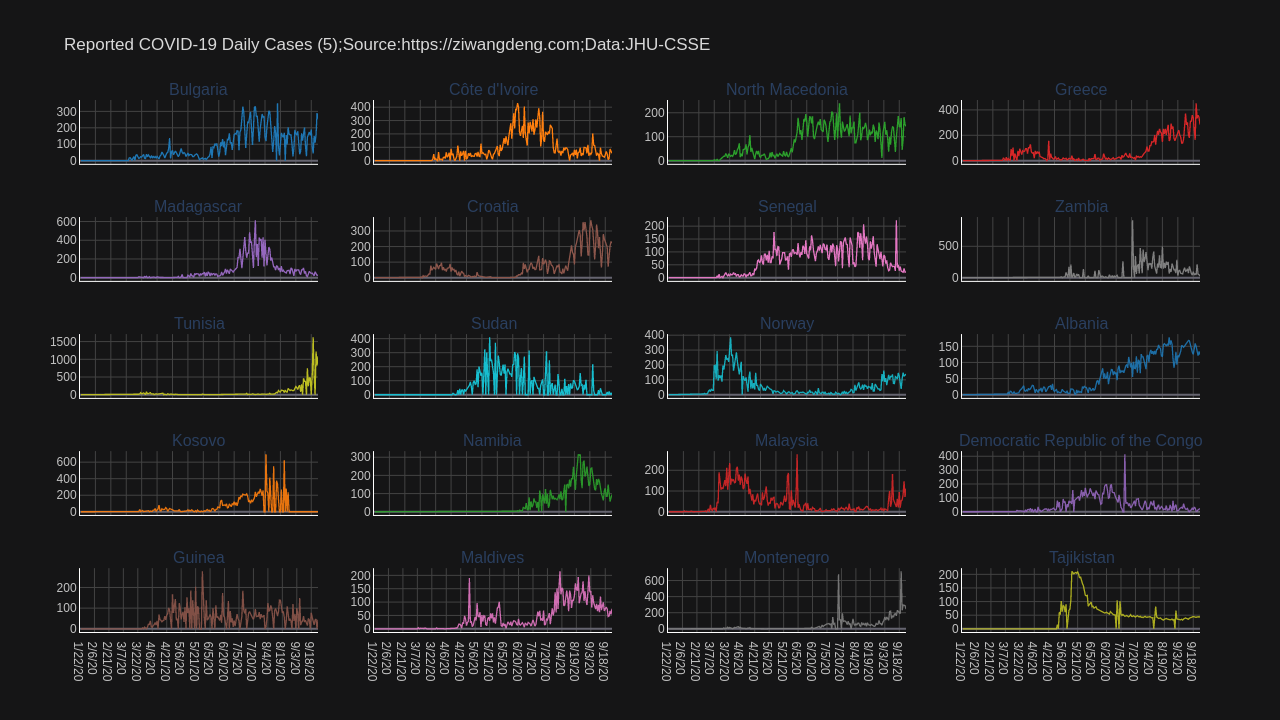 Reported COVID-19 Daily Cases (5);Source:https://ziwangdeng.com;Data:JHU-CSSE
Bulgaria Côte d'Ivoire North Macedonia Greece
300 400 200 400
200 300 100 200
100 200 0 0
0 100
0
Madagascar Croatia Senegal Zambia
600 300 200 500
400 200 150 0
200 100 100
0 0 50
0
Tunisia Sudan Norway Albania
1500 400 400 150
1000 300 300 100
500 200 200 50
0 100 100 0
0 0
Kosovo Namibia Malaysia Democratic Republic of the Congo
600 300 200 400
400 200 100 300
200 100 0 200
0 0 100
0
Guinea Maldives Montenegro Tajikistan
200 200 600 200
100 150 400 150
0 100 200 100
50 0 50
0 0
1/22/20 2/6/20 2/21/20 3/7/20 3/22/20 4/6/20 4/21/20 5/6/20 5/21/20 6/5/20 6/20/20 7/5/20 7/20/20 8/4/20 8/19/20 9/3/20 9/18/20
1/22/20 2/6/20 2/21/20 3/7/20 3/22/20 4/6/20 4/21/20 5/6/20 5/21/20 6/5/20 6/20/20 7/5/20 7/20/20 8/4/20 8/19/20 9/3/20 9/18/20
1/22/20 2/6/20 2/21/20 3/7/20 3/22/20 4/6/20 4/21/20 5/6/20 5/21/20 6/5/20 6/20/20 7/5/20 7/20/20 8/4/20 8/19/20 9/3/20 9/18/20
1/22/20 2/6/20 2/21/20 3/7/20 3/22/20 4/6/20 4/21/20 5/6/20 5/21/20 6/5/20 6/20/20 7/5/20 7/20/20 8/4/20 8/19/20 9/3/20 9/18/20